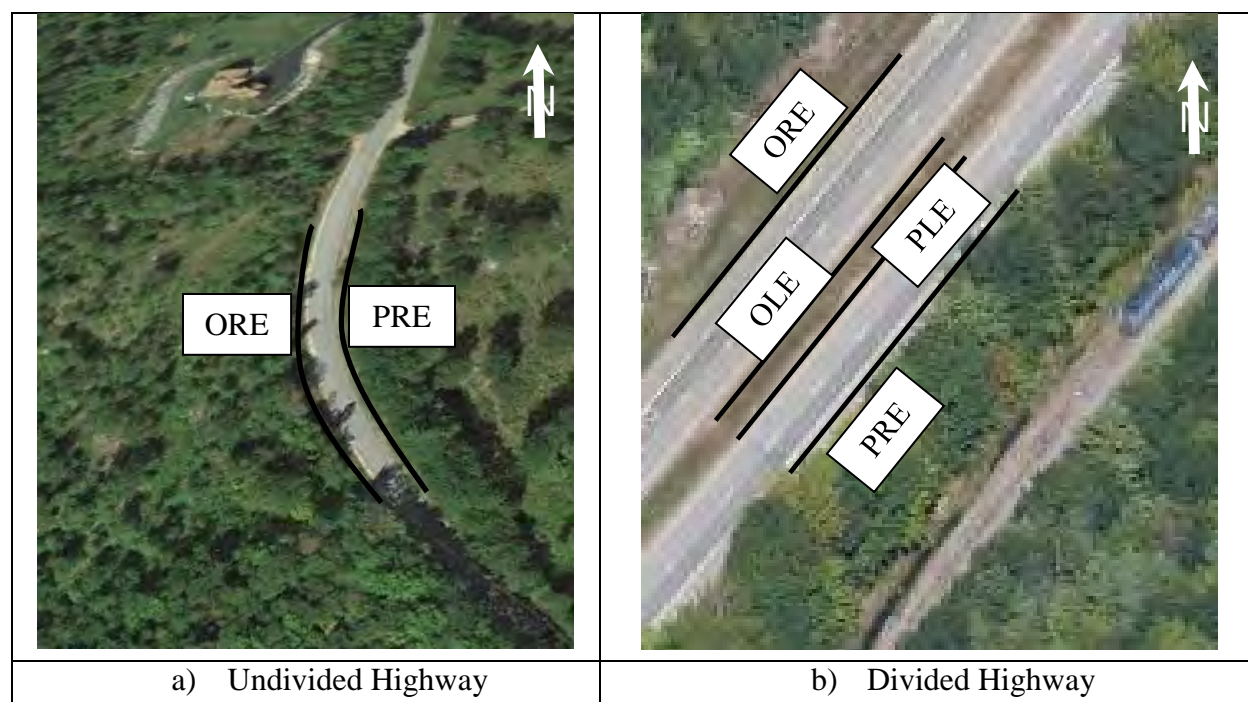 N
ORE
PRE
N
ORE
OLE
PLE
PRE
a) Undivided Highway
b) Divided Highway